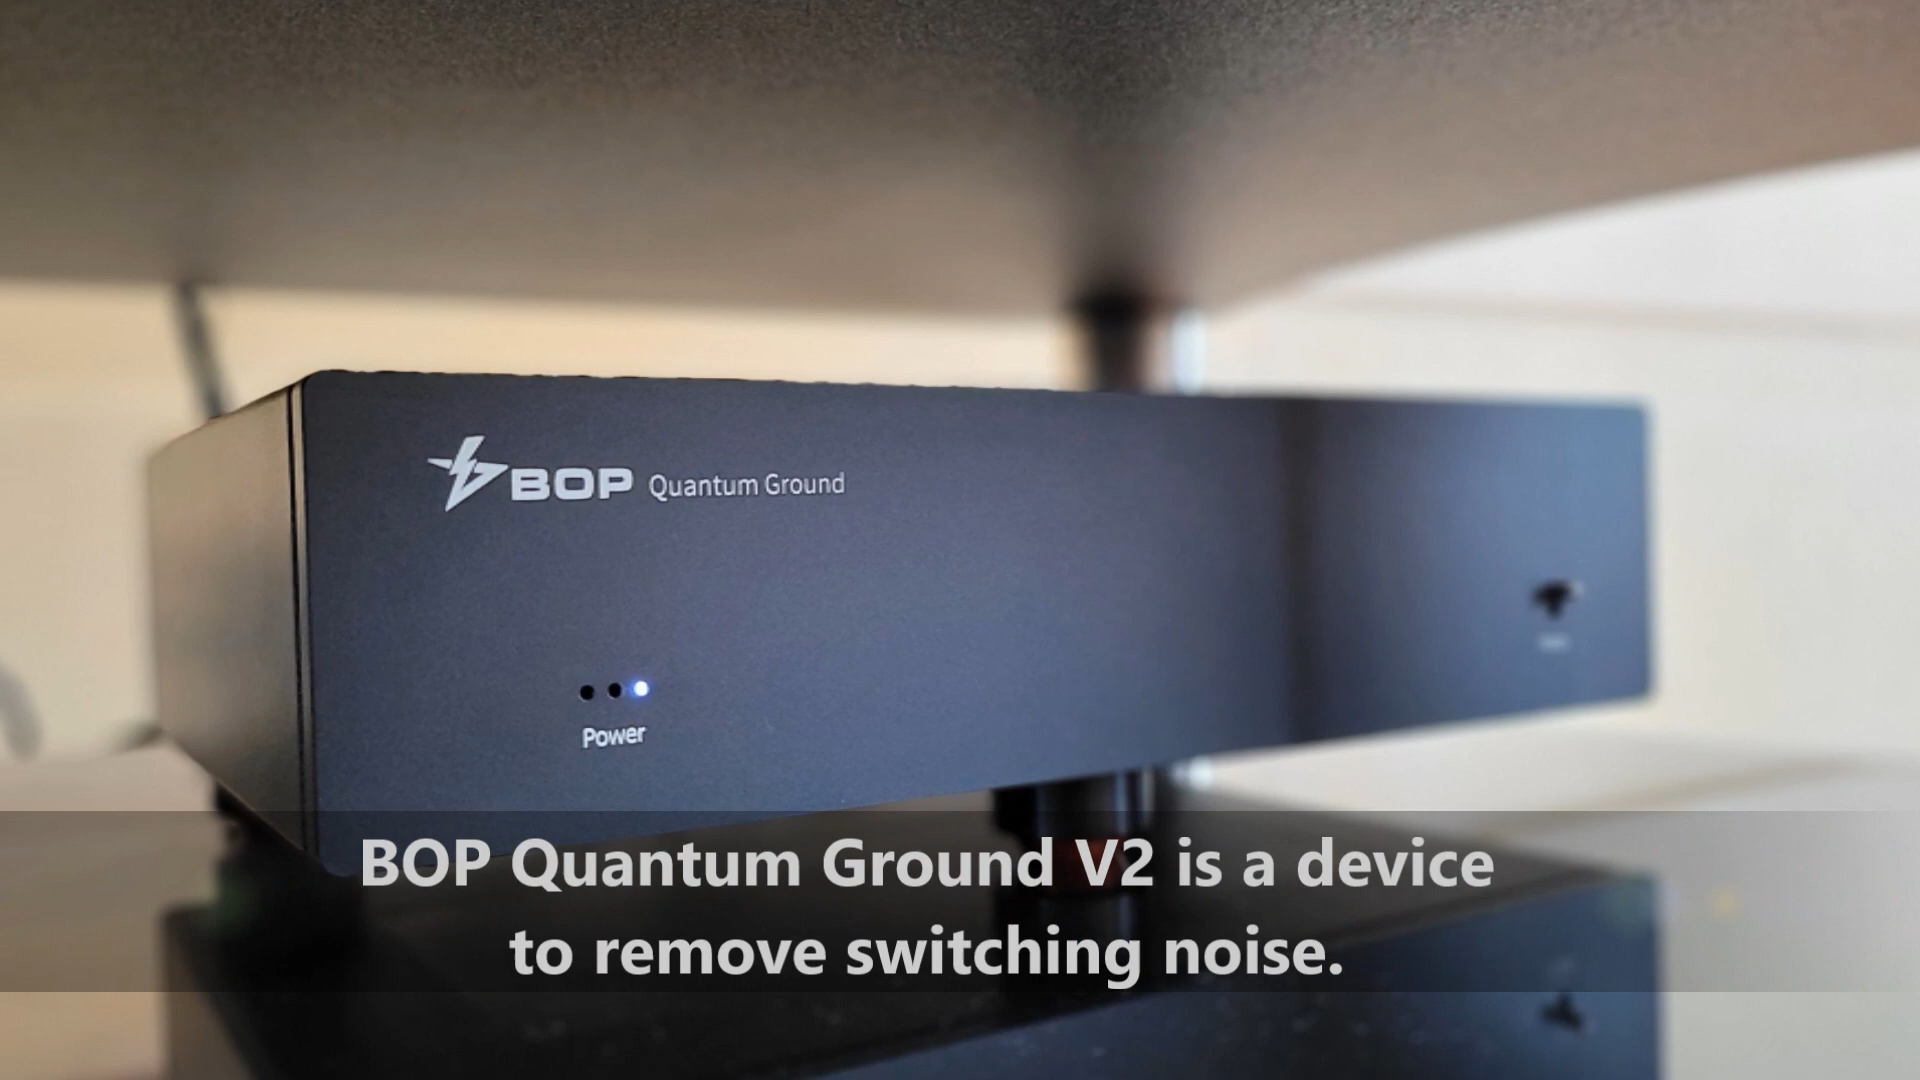 BOP Quantum Ground
Power
BOP Quantum Ground V2 is a device
to remove switching noise.